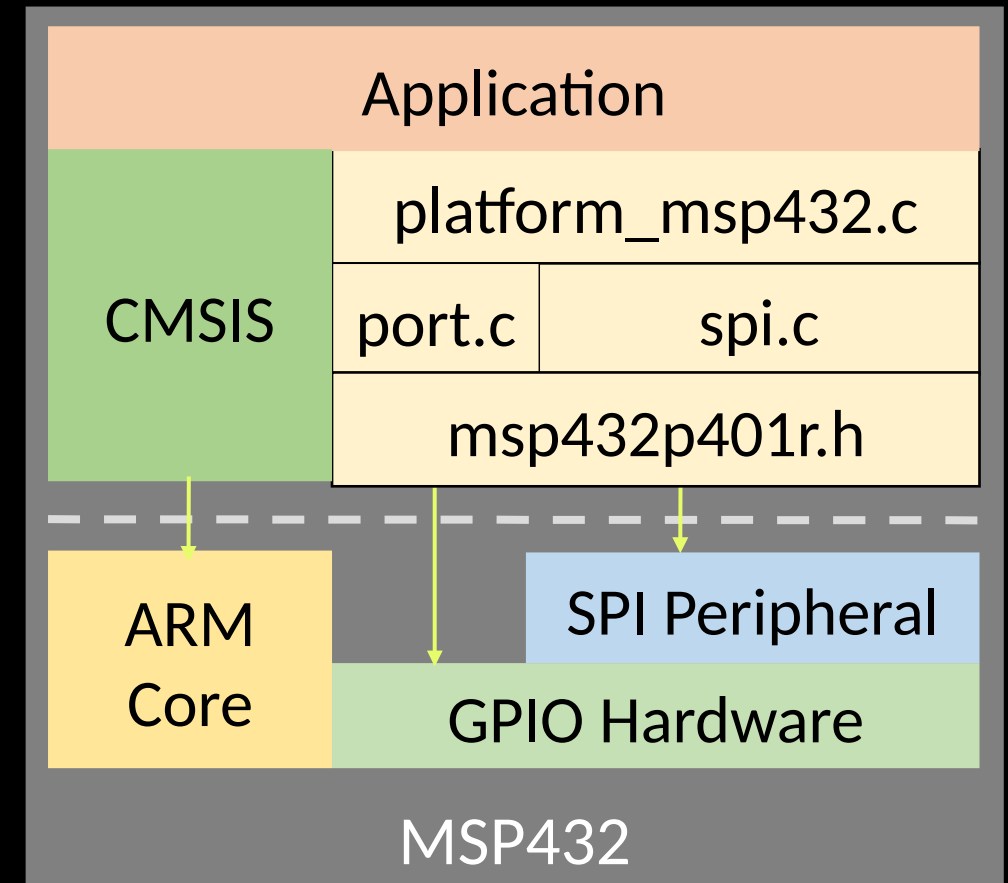 Application
platform_msp432.c
CMSIS
port.c
spi.c
msp432p401r.h
ARM
Core
SPI Peripheral
GPIO Hardware
MSP432